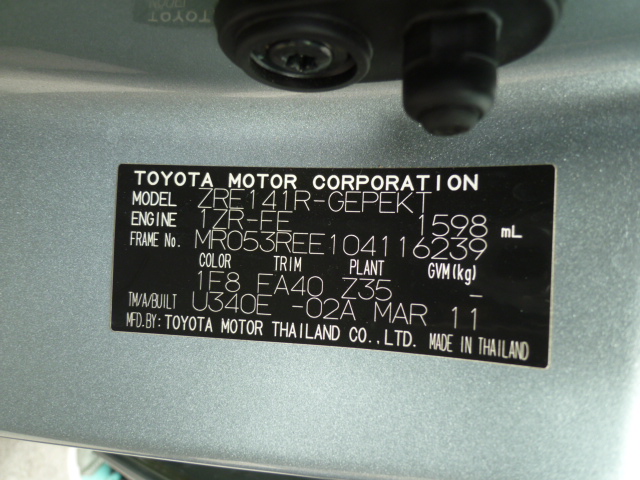 TOYOTA MOTOR CORPORATION
MODEL ZRE141R-GEPEKT
ENGINE 1ZR-FE 1598 mL
FRAME No. MR053REE104116239
COLOR TRIM PLANT GVM(kg)
1F8 FA40 Z35 -
TM/A/BUILT U340E -02A MAR 11
MFD.BY: TOYOTA MOTOR THAILAND CO.,LTD. MADE IN THAILAND